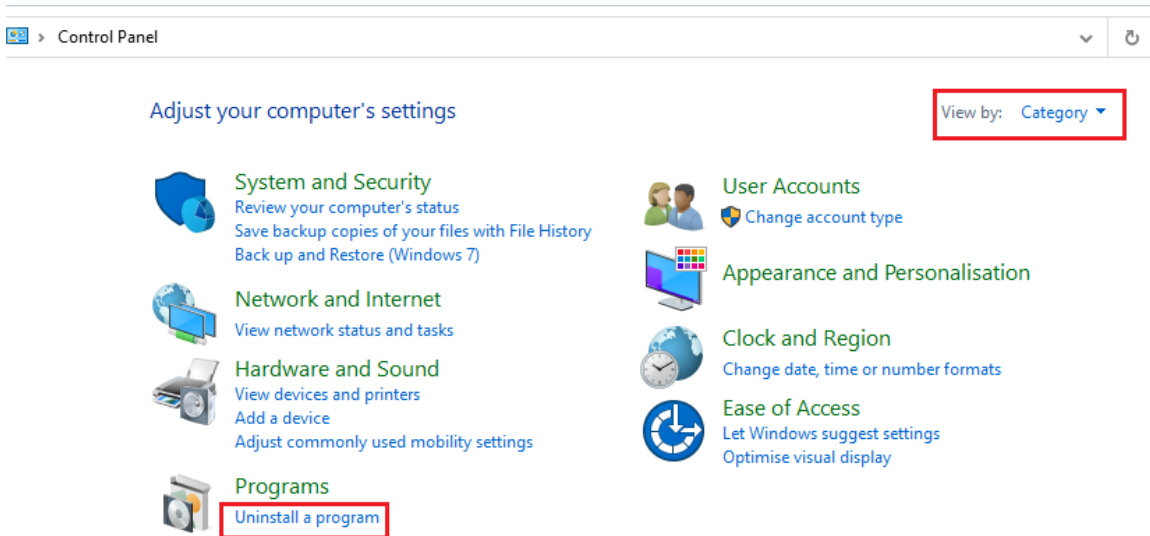 Control Panel
Adjust your computer's settings
View by: Category
System and Security
Review your computer's status
Save backup copies of your files with File History
Back up and Restore (Windows 7)
Network and Internet
View network status and tasks
Hardware and Sound
View devices and printers
Add a device
Adjust commonly used mobility settings
Programs
Uninstall a program
User Accounts
Change account type
Appearance and Personalisation
Clock and Region
Change date, time or number formats
Ease of Access
Let Windows suggest settings
Optimise visual display